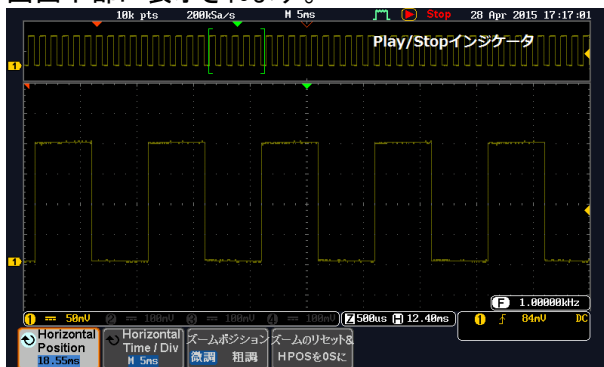 画面下部に表示されます。
10k pts 200kSa/s M 5ms Stop 28 Apr 2015 17:17:01
Play/Stopインジケータ
1
1
F 1.00000kHz
1 50mV 2 100mV 3 100mV 4 100mV Z 500us H 12.40ms 1 84mV DC
Horizontal Position 18.55ms
Horizontal Time / Div M 5ms
ズームポジション 微調 粗調
ズームのリセット& HPOSを0Sに